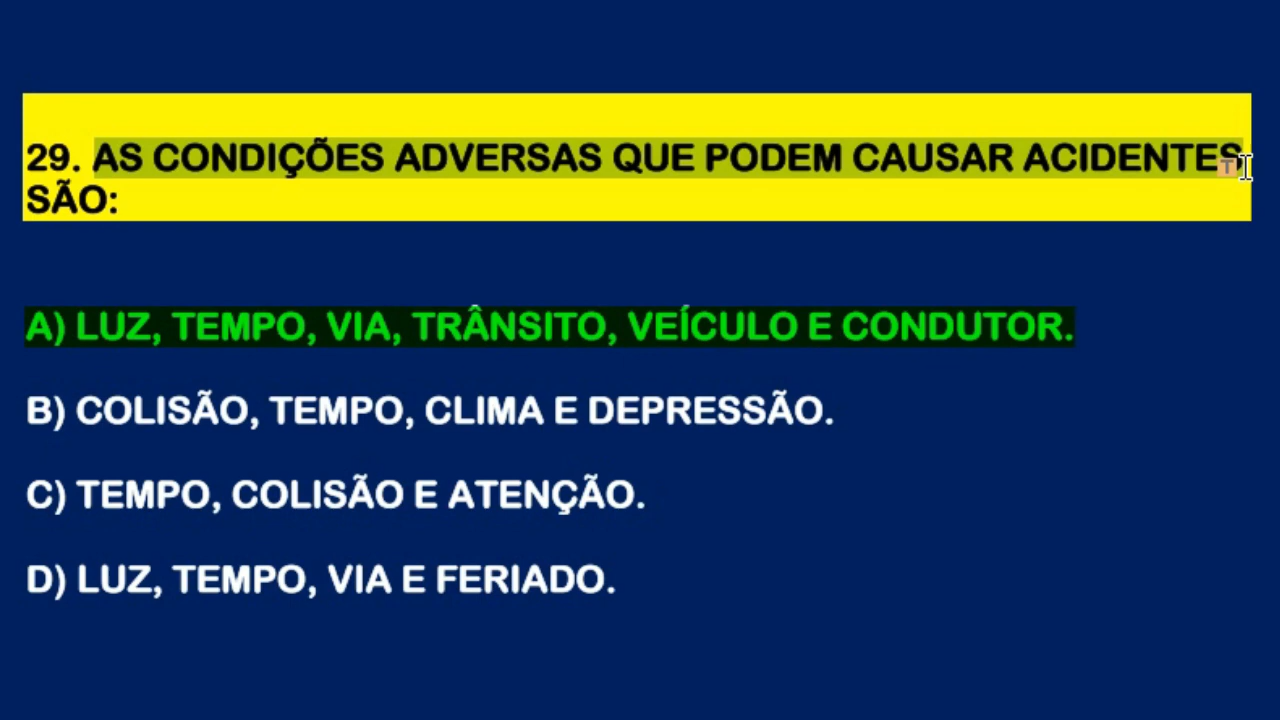 29. AS CONDIÇÕES ADVERSAS QUE PODEM CAUSAR ACIDENTES
SÃO:
A) LUZ, TEMPO, VIA, TRÂNSITO, VEÍCULO E CONDUTOR.
B) COLISÃO, TEMPO, CLIMA E DEPRESSÃO.
C) TEMPO, COLISÃO E ATENÇÃO.
D) LUZ, TEMPO, VIA E FERIADO.